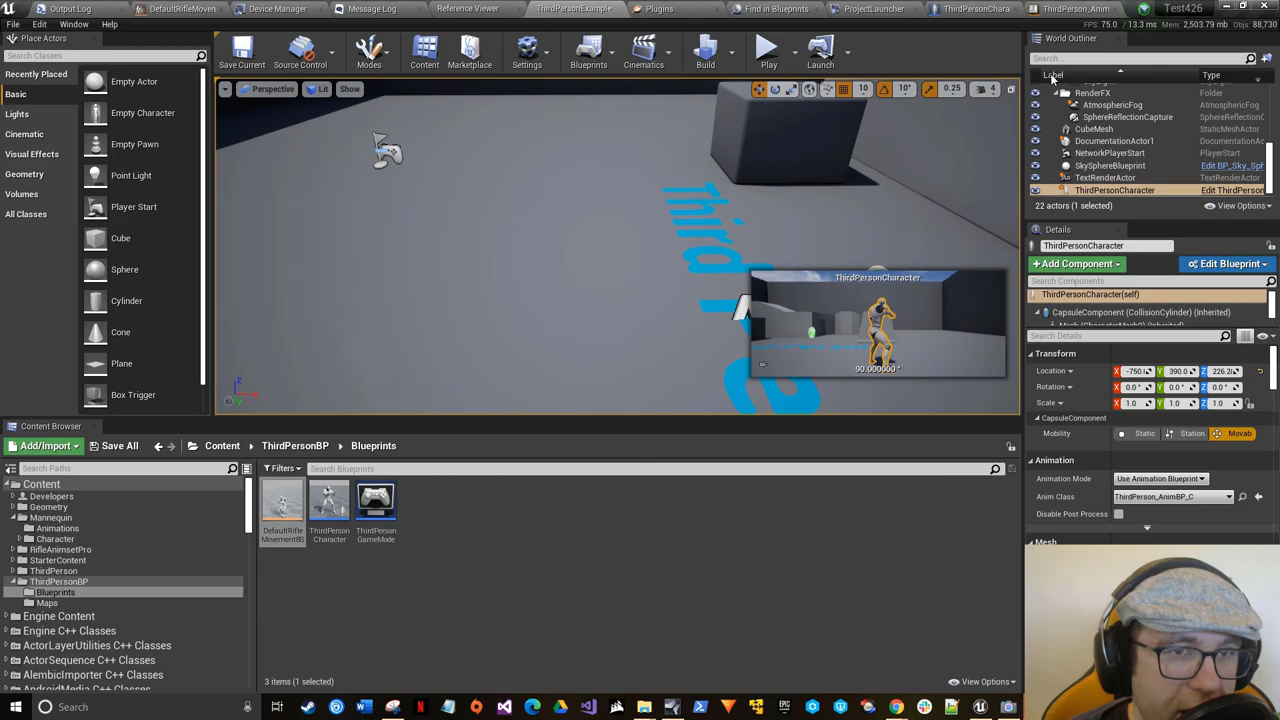 Output Log
DefaultRifleMoven
Device Manager
Message Log
Reference Viewer
ThirdPersonExample
Plugins
Find in Blueprints
ProjectLauncher
ThirdPersonChara
ThirdPerson_Anim
Test426
File Edit Window Help
FPS: 75.0 / 13.3 ms Mem: 2,503.79 mb Objs: 88,730
Place Actors
Search Classes
Recently Placed
Basic
Lights
Cinematic
Visual Effects
Geometry
Volumes
All Classes
Empty Actor
Empty Character
Empty Pawn
Point Light
Player Start
Cube
Sphere
Cylinder
Cone
Plane
Box Trigger
Save Current
Source Control
Modes
Content
Marketplace
Settings
Blueprints
Cinematics
Build
Play
Launch
Perspective Lit Show
10 10° 0.25 4
Third
ThirdPersonCharacter
90.000000 °
World Outliner
Search...
Label Type
RenderFX Folder
AtmosphericFog AtmosphericFog
SphereReflectionCapture SphereReflectionC
CubeMesh StaticMeshActor
DocumentationActor1 DocumentationAc
NetworkPlayerStart PlayerStart
SkySphereBlueprint Edit BP_Sky_Sph
TextRenderActor TextRenderActor
ThirdPersonCharacter Edit ThirdPerson
22 actors (1 selected) View Options
Details
ThirdPersonCharacter
+ Add Component Edit Blueprint
Search Components
ThirdPersonCharacter(self)
CapsuleComponent (CollisionCylinder) (Inherited)
Mesh (CharacterMesh0) (Inherited)
Search Details
Transform
Location X -750.0 Y 390.0 Z 226.2
Rotation X 0.0 ° Y 0.0 ° Z 0.0 °
Scale X 1.0 Y 1.0 Z 1.0
CapsuleComponent
Mobility Static Station Movab
Animation
Animation Mode Use Animation Blueprint
Anim Class ThirdPerson_AnimBP_C
Disable Post Process
Mesh
Content Browser
Add/Import Save All Content ThirdPersonBP Blueprints
Search Paths
Filters Search Blueprints
Content
Developers
Geometry
Mannequin
Animations
Character
RifleAnimsetPro
StarterContent
ThirdPerson
ThirdPersonBP
Blueprints
Maps
Engine Content
Engine C++ Classes
ActorLayerUtilities C++ Classes
ActorSequence C++ Classes
AlembicImporter C++ Classes
AndroidMedia C++ Classes
DefaultRifle
MovementBS
ThirdPerson
Character
ThirdPerson
GameMode
3 items (1 selected) View Options
Search